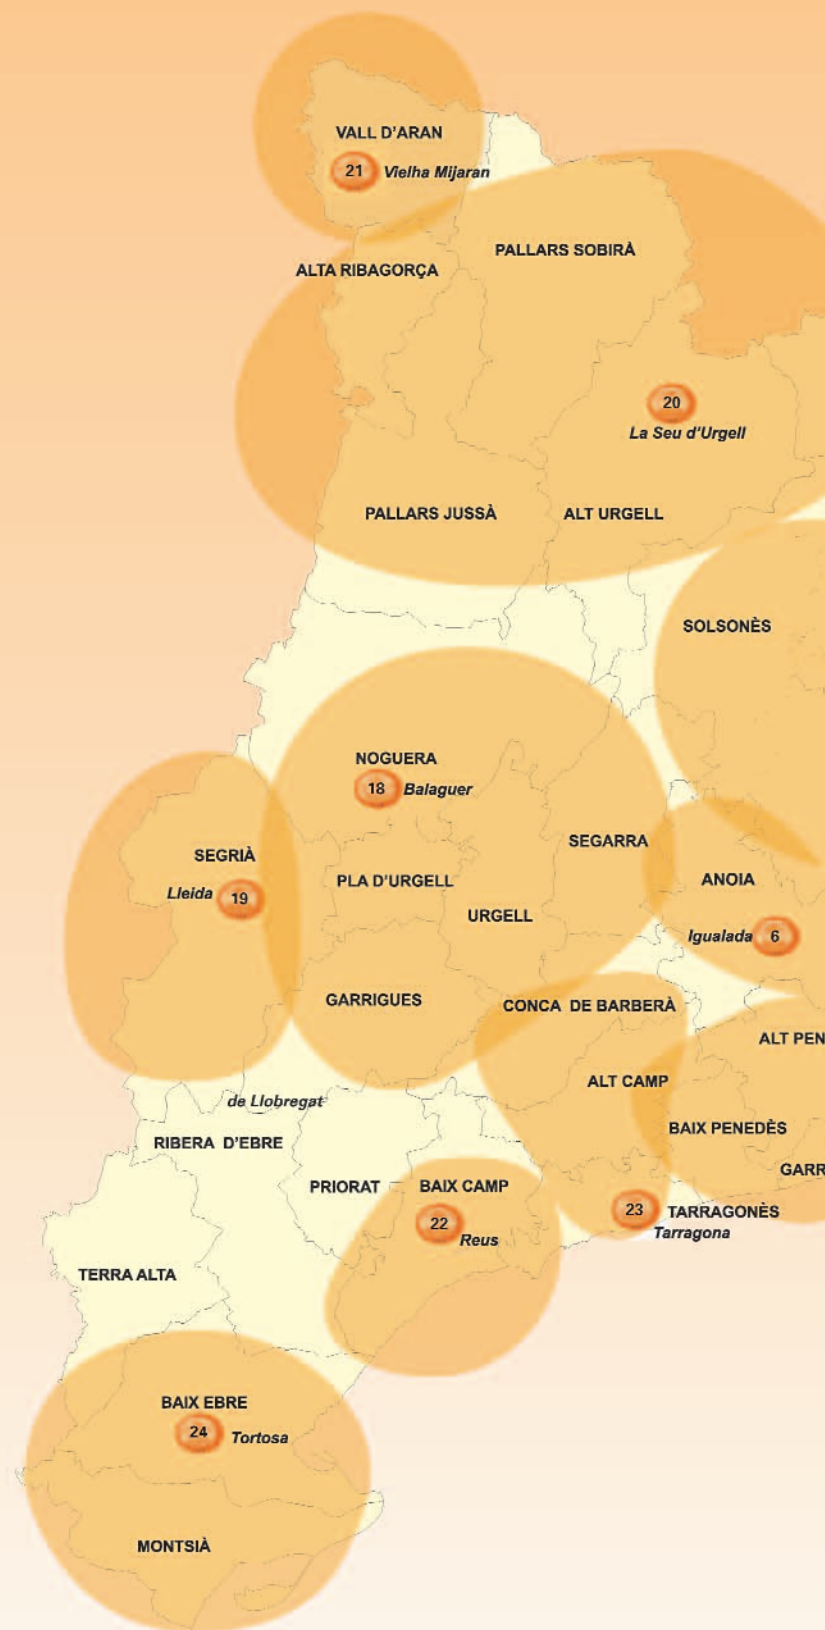 VALL D'ARAN
21 Vielha Mijaran
PALLARS SOBIRÀ
ALTA RIBAGORÇA
20
La Seu d'Urgell
PALLARS JUSSÀ
ALT URGELL
SOLSONÈS
NOGUERA
18 Balaguer
SEGARRA
SEGRIÀ
PLA D'URGELL
ANOIA
Lleida 19
URGELL
Igualada 6
GARRIGUES
CONCA DE BARBERÀ
ALT PEN
ALT CAMP
de Llobregat
BAIX PENEDÈS
RIBERA D'EBRE
GARR
PRIORAT
BAIX CAMP
23 TARRAGONÈS
Tarragona
22
Reus
TERRA ALTA
BAIX EBRE
24 Tortosa
MONTSIÀ